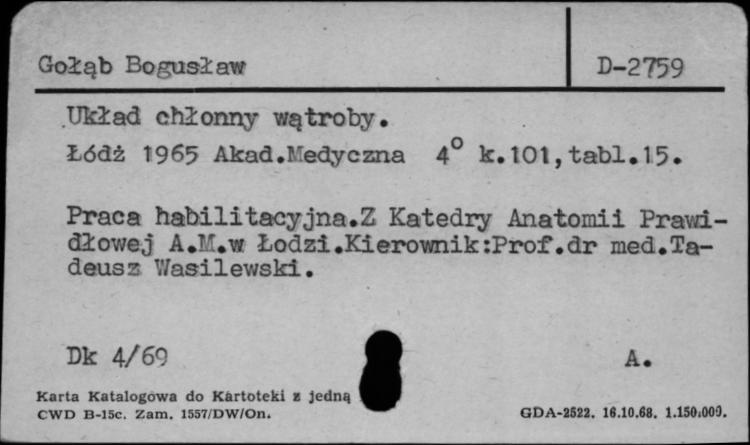 Gołąb Bogusław D-2759
Układ chłonny wątroby.
Łódź 1965 Akad.Medyczna 4° k.101,tabl.15.
Praca habilitacyjna.Z Katedry Anatomii Prawi-
dłowej A.M.w Łodzi.Kierownik:Prof.dr med.Ta-
deusz Wasilewski.
Dk 4/69 A.
Karta Katalogowa do Kartoteki z jedną
CWD B-15c. Zam. 1557/DW/On. GDA-2522. 16.10.68. 1.150.000.